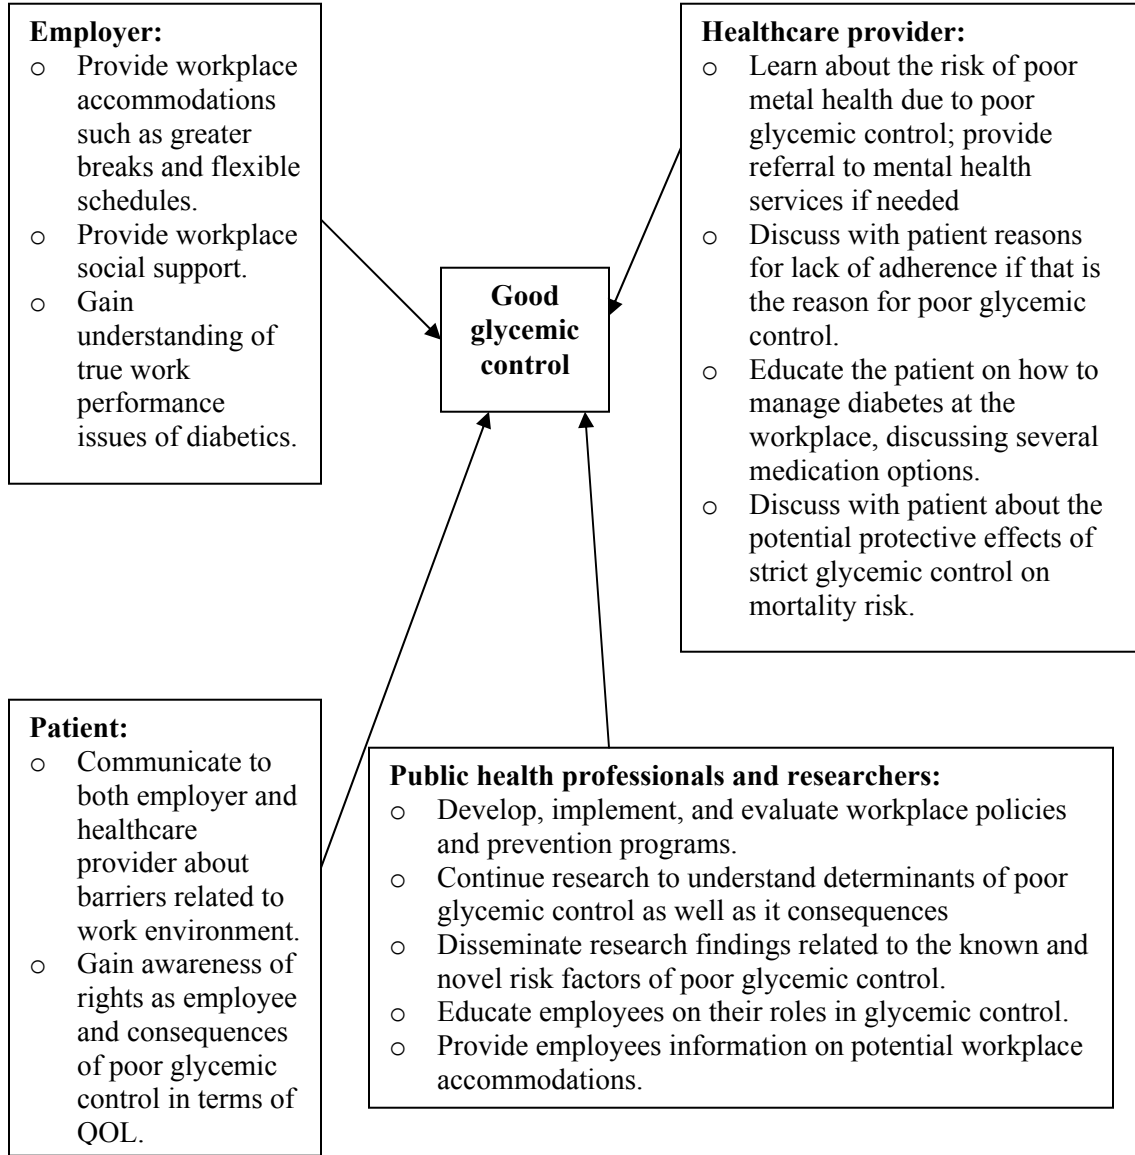 Employer:
o Provide workplace
accommodations
such as greater
breaks and flexible
schedules.
o Provide workplace
social support.
o Gain
understanding of
true work
performance
issues of diabetics.
Healthcare provider:
o Learn about the risk of poor
metal health due to poor
glycemic control; provide
referral to mental health
services if needed
o Discuss with patient reasons
for lack of adherence if that is
the reason for poor glycemic
control.
o Educate the patient on how to
manage diabetes at the
workplace, discussing several
medication options.
o Discuss with patient about the
potential protective effects of
strict glycemic control on
mortality risk.
Good
glycemic
control
Patient:
o Communicate to
both employer and
healthcare
provider about
barriers related to
work environment.
o Gain awareness of
rights as employee
and consequences
of poor glycemic
control in terms of
QOL.
Public health professionals and researchers:
o Develop, implement, and evaluate workplace policies
and prevention programs.
o Continue research to understand determinants of poor
glycemic control as well as it consequences
o Disseminate research findings related to the known and
novel risk factors of poor glycemic control.
o Educate employees on their roles in glycemic control.
o Provide employees information on potential workplace
accommodations.